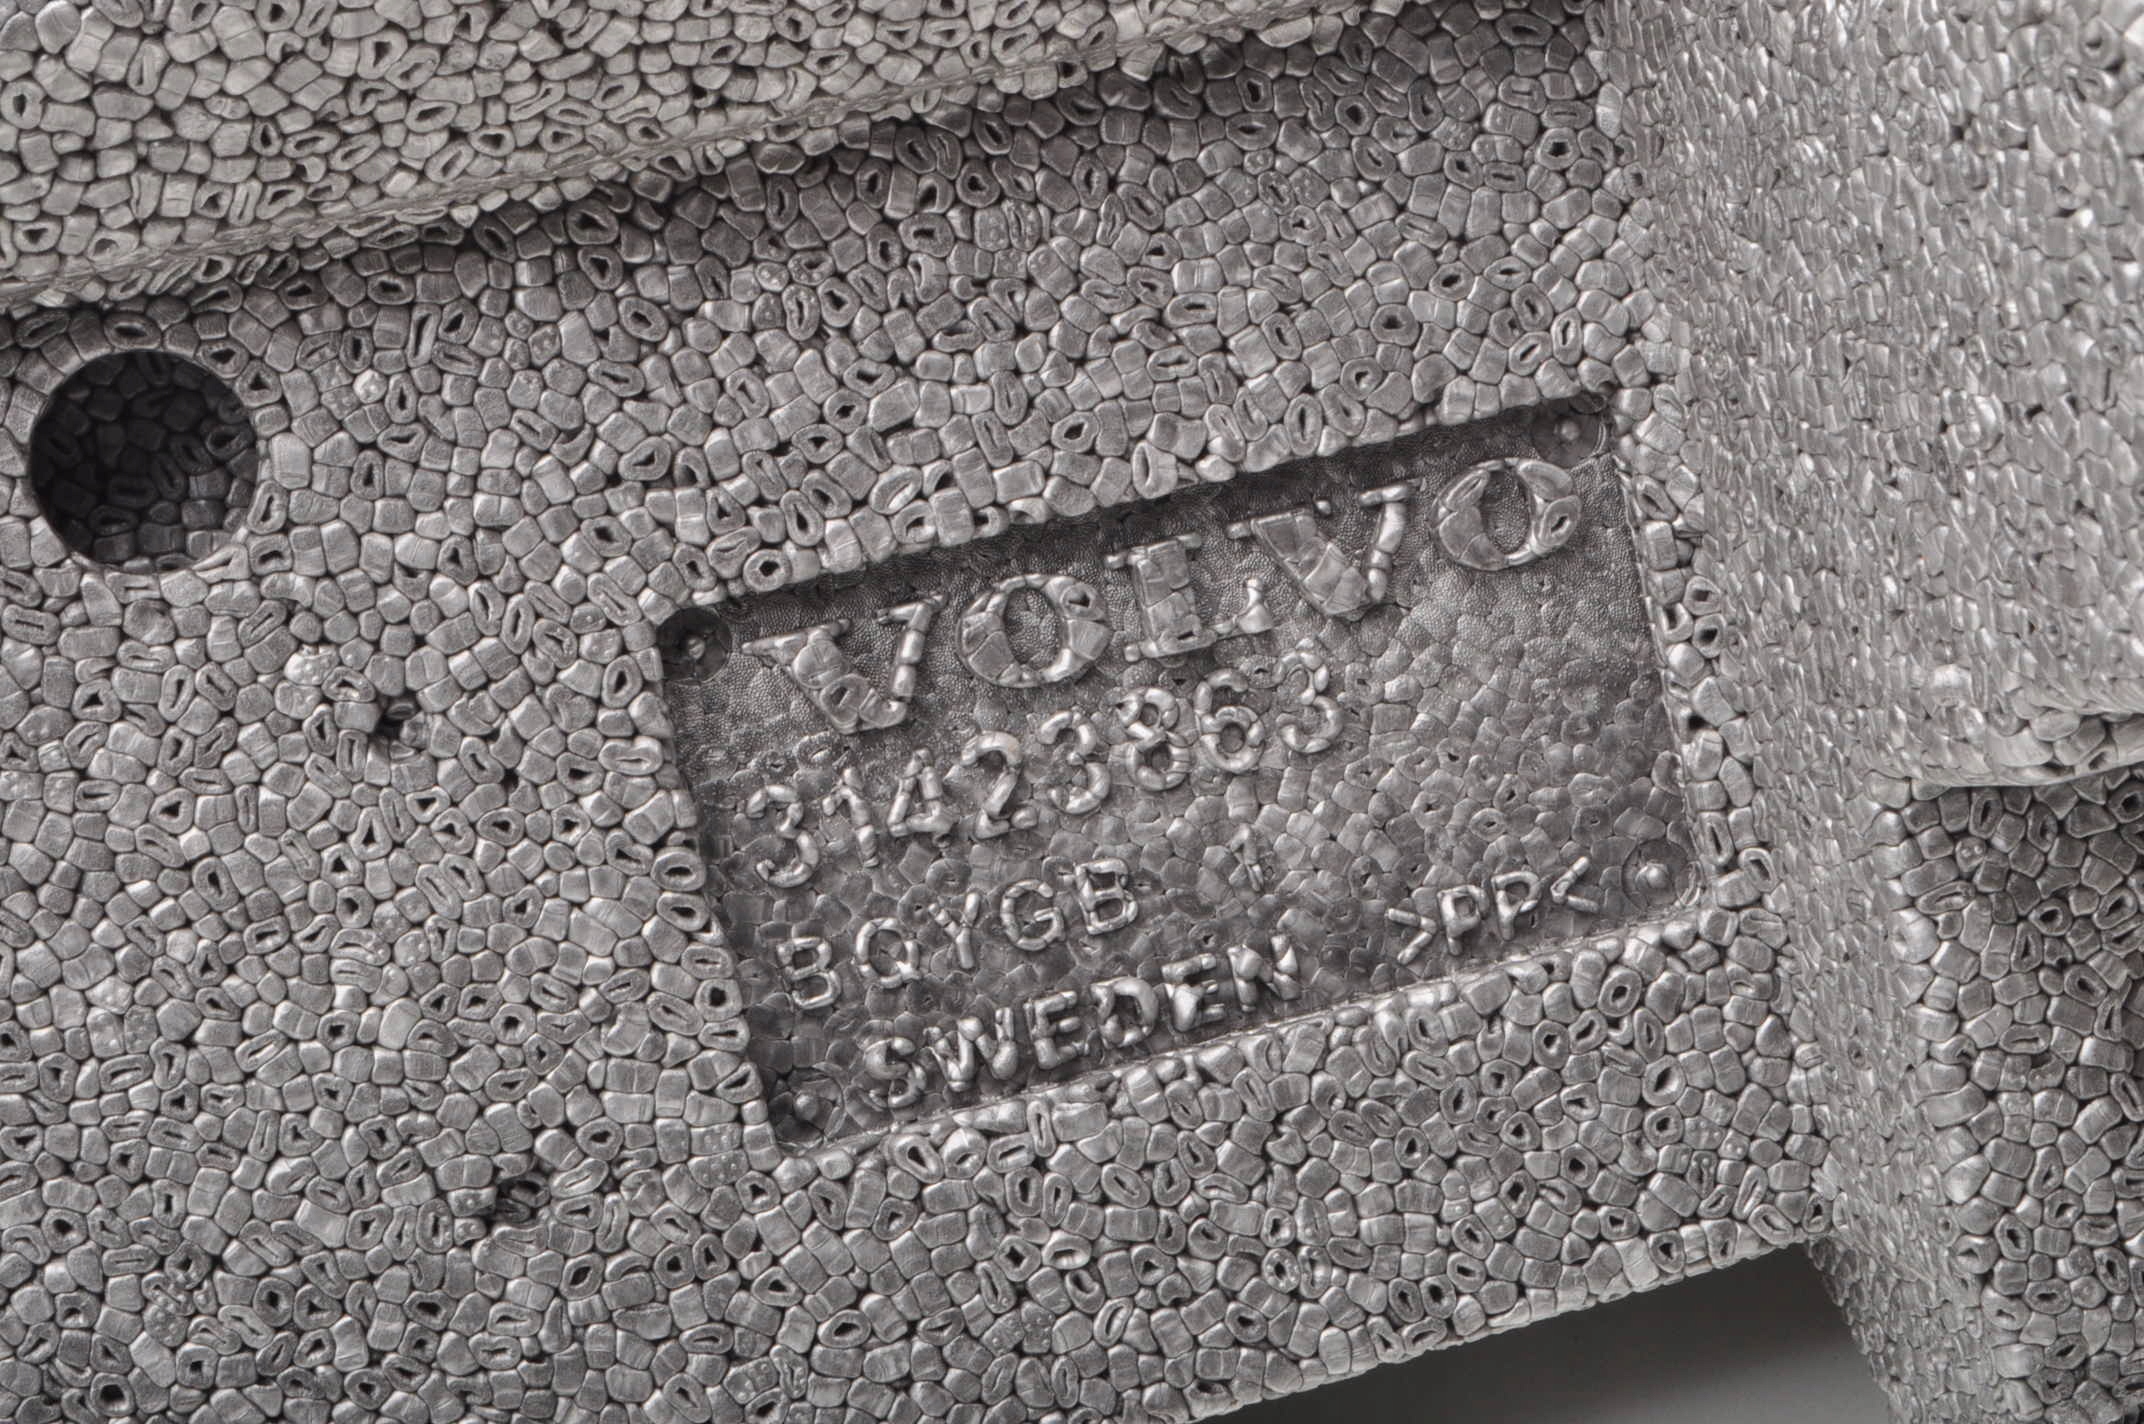 VOLVO
31423863
BQYGB 1 >PP<
SWEDEN